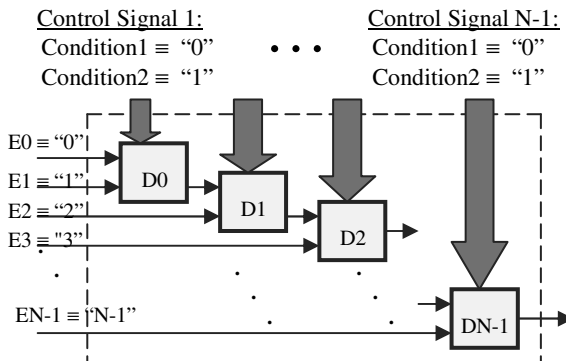 Control Signal 1:
Condition1 ≡ “0”
Condition2 ≡ “1”
• • •
Control Signal N-1:
Condition1 ≡ “0”
Condition2 ≡ “1”
E0 ≡ “0”
E1 ≡ “1”
E2 ≡ “2”
E3 ≡ "3”
EN-1 ≡ “N-1”
D0
D1
D2
DN-1